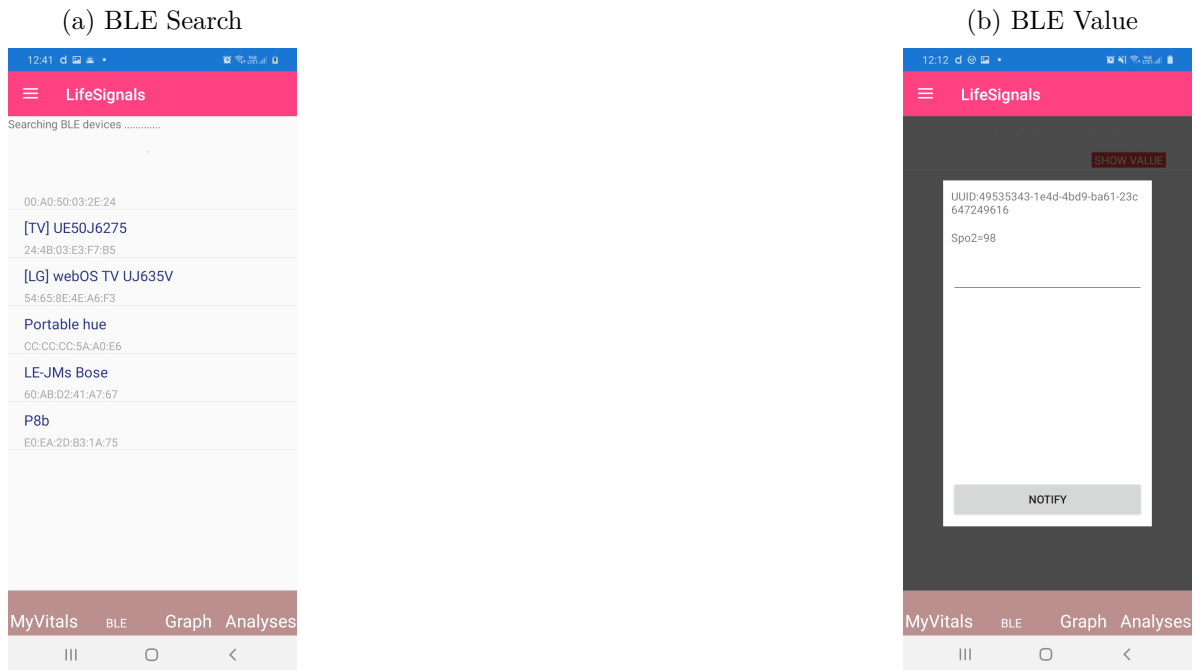 (a) BLE Search
12:41
LifeSignals
Searching BLE devices .............
00:A0:50:03:2E:24
[TV] UE50J6275
24:4B:03:E3:F7:B5
[LG] webOS TV UJ635V
54:65:8E:4E:A6:F3
Portable hue
CC:CC:CC:5A:A0:E6
LE-JMs Bose
60:AB:D2:41:A7:67
P8b
E0:EA:2D:B3:1A:75
MyVitals BLE Graph Analyses
(b) BLE Value
12:12
LifeSignals
SHOW VALUE
UUID:49535343-1e4d-4bd9-ba61-23c
647249616
Spo2=98
NOTIFY
MyVitals BLE Graph Analyses